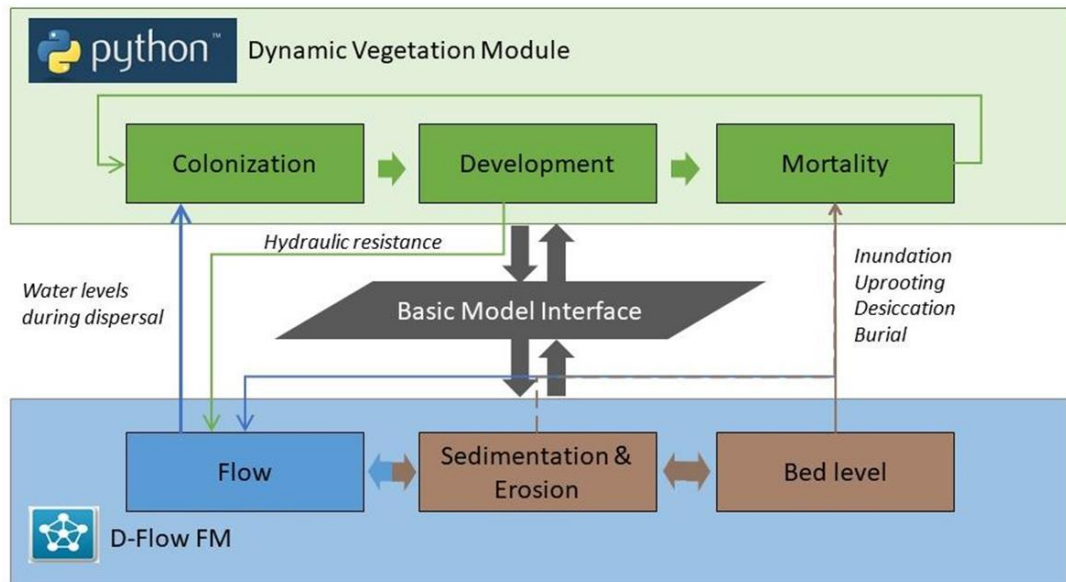 python™
Dynamic Vegetation Module
Colonization
Development
Mortality
Hydraulic resistance
Water levels
during dispersal
Basic Model Interface
Inundation
Uprooting
Desiccation
Burial
Flow
Sedimentation &
Erosion
Bed level
D-Flow FM